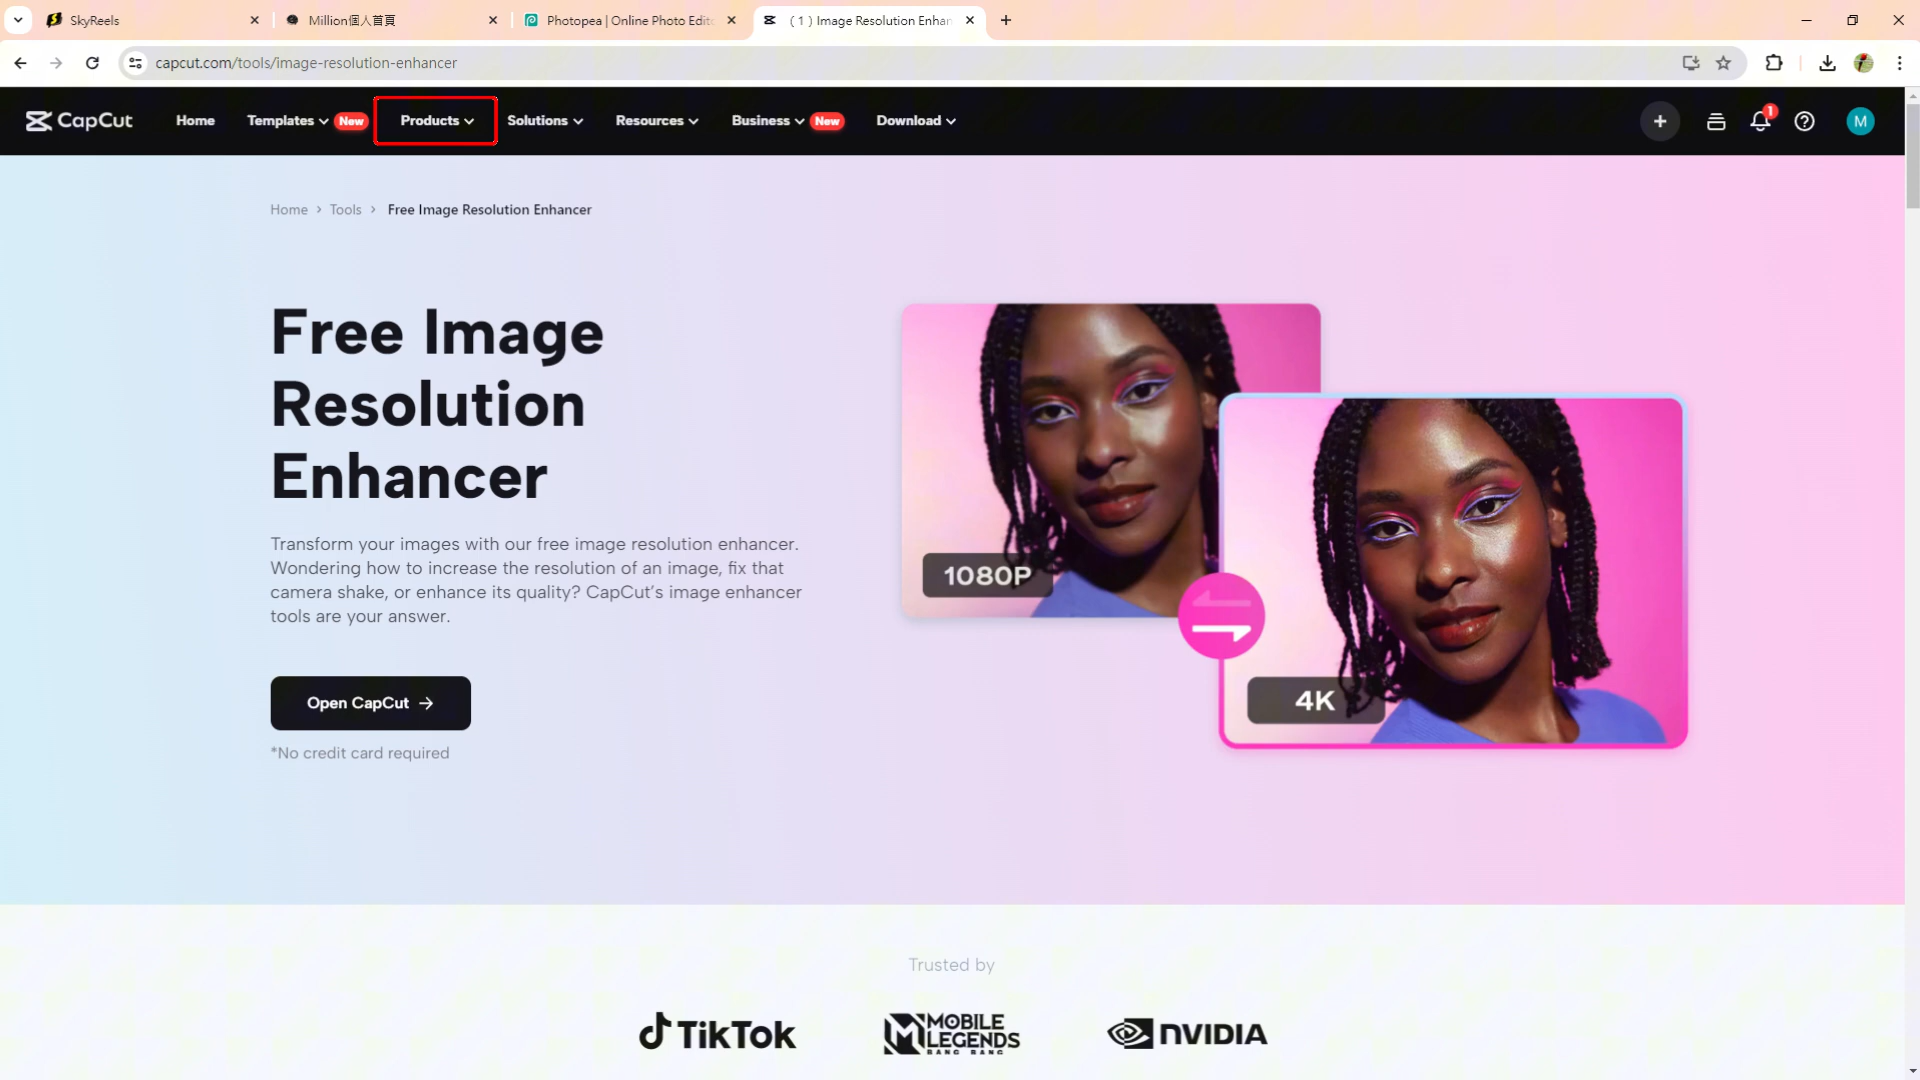 SkyReels
Million個人首頁
Photopea | Online Photo Edit
( 1 ) Image Resolution Enhan
capcut.com/tools/image-resolution-enhancer
CapCut
Home
Templates
New
Products
Solutions
Resources
Business
New
Download
1
M
Home > Tools > Free Image Resolution Enhancer
Free Image
Resolution
Enhancer
Transform your images with our free image resolution enhancer.
Wondering how to increase the resolution of an image, fix that
camera shake, or enhance its quality? CapCut's image enhancer
tools are your answer.
Open CapCut →
*No credit card required
1080P
4K
Trusted by
TikTok
MOBILE
LEGENDS
BANG BANG
NVIDIA